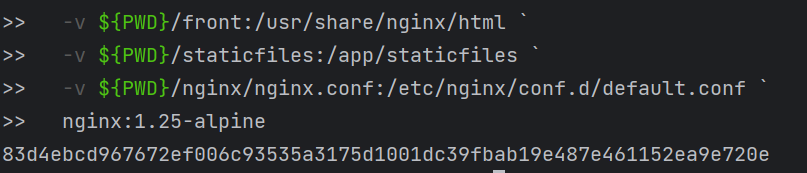 >>   -v ${PWD}/front:/usr/share/nginx/html `
>>   -v ${PWD}/staticfiles:/app/staticfiles `
>>   -v ${PWD}/nginx/nginx.conf:/etc/nginx/conf.d/default.conf `
>>   nginx:1.25-alpine
83d4ebcd967672ef006c93535a3175d1001dc39fbab19e487e461152ea9e720e